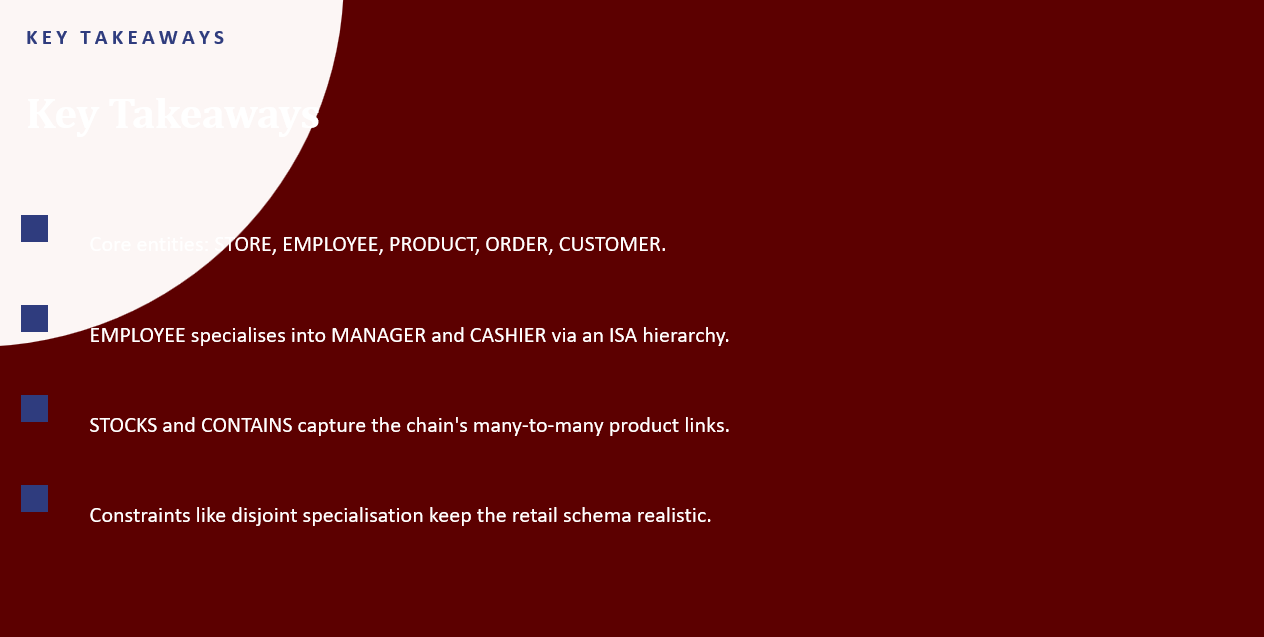 KEY TAKEAWAYS
Key Takeaways
Core entities: STORE, EMPLOYEE, PRODUCT, ORDER, CUSTOMER.
EMPLOYEE specialises into MANAGER and CASHIER via an ISA hierarchy.
STOCKS and CONTAINS capture the chain's many-to-many product links.
Constraints like disjoint specialisation keep the retail schema realistic.